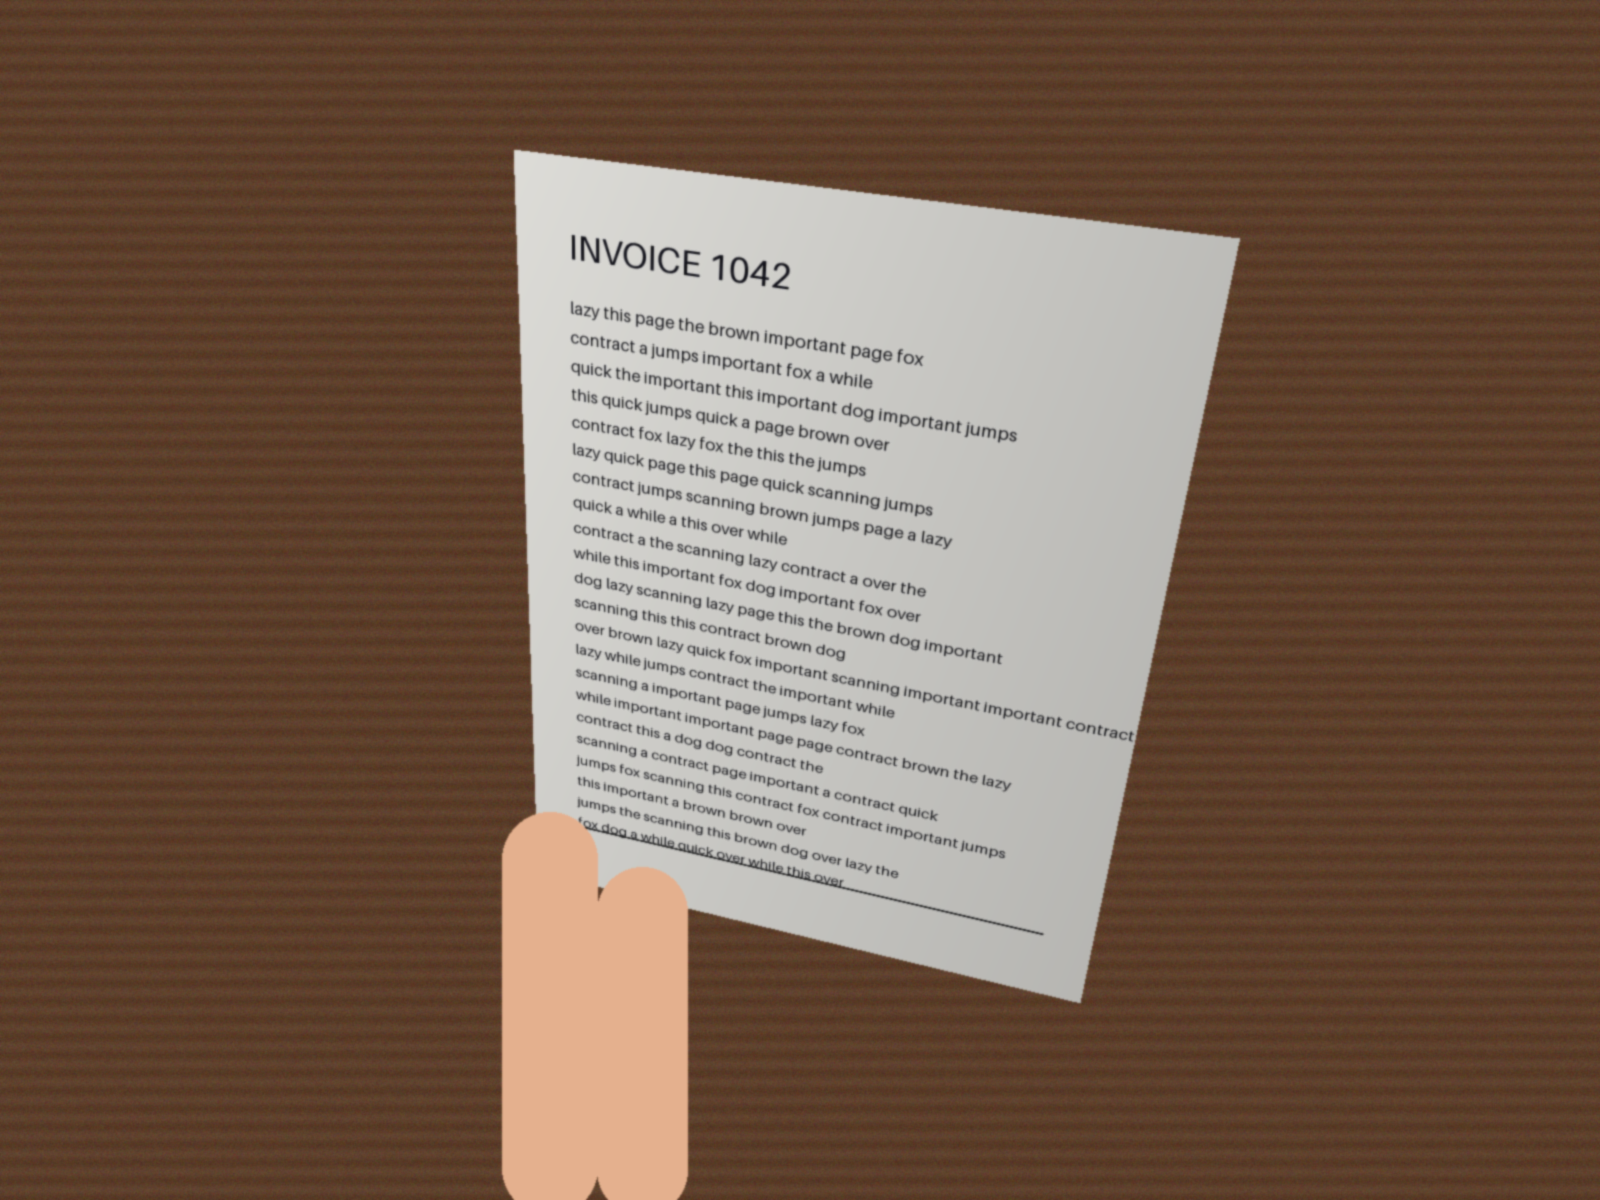 INVOICE 1042
lazy this page the brown important page fox
contract a jumps important fox a while
quick the important this important dog important jumps
this quick jumps quick a page brown over
contract fox lazy fox the this the jumps
lazy quick page this page quick scanning jumps
contract jumps scanning brown jumps page a lazy
quick a while a this over while
contract a the scanning lazy contract a over the
while this important fox dog important fox over
dog lazy scanning lazy page this the brown dog important
scanning this this contract brown dog
over brown lazy quick fox important scanning important important contract
lazy while jumps contract the important while
scanning a important page jumps lazy fox
while important important page page contract brown the lazy
contract this a dog dog contract the
scanning a contract page important a contract quick
jumps fox scanning this contract fox contract important jumps
this important a brown brown over
jumps the scanning this brown dog over lazy the
fox dog a while quick over while this over